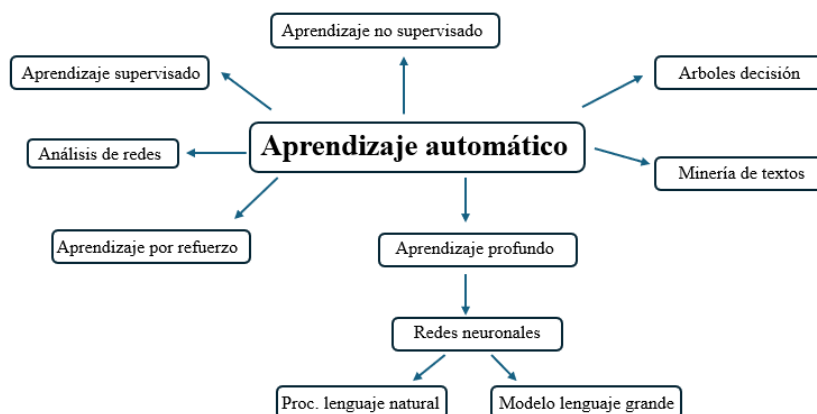 Aprendizaje no supervisado
Aprendizaje supervisado
Arboles decisión
Aprendizaje automático
Análisis de redes
Minería de textos
Aprendizaje por refuerzo
Aprendizaje profundo
Redes neuronales
Proc. lenguaje natural
Modelo lenguaje grande